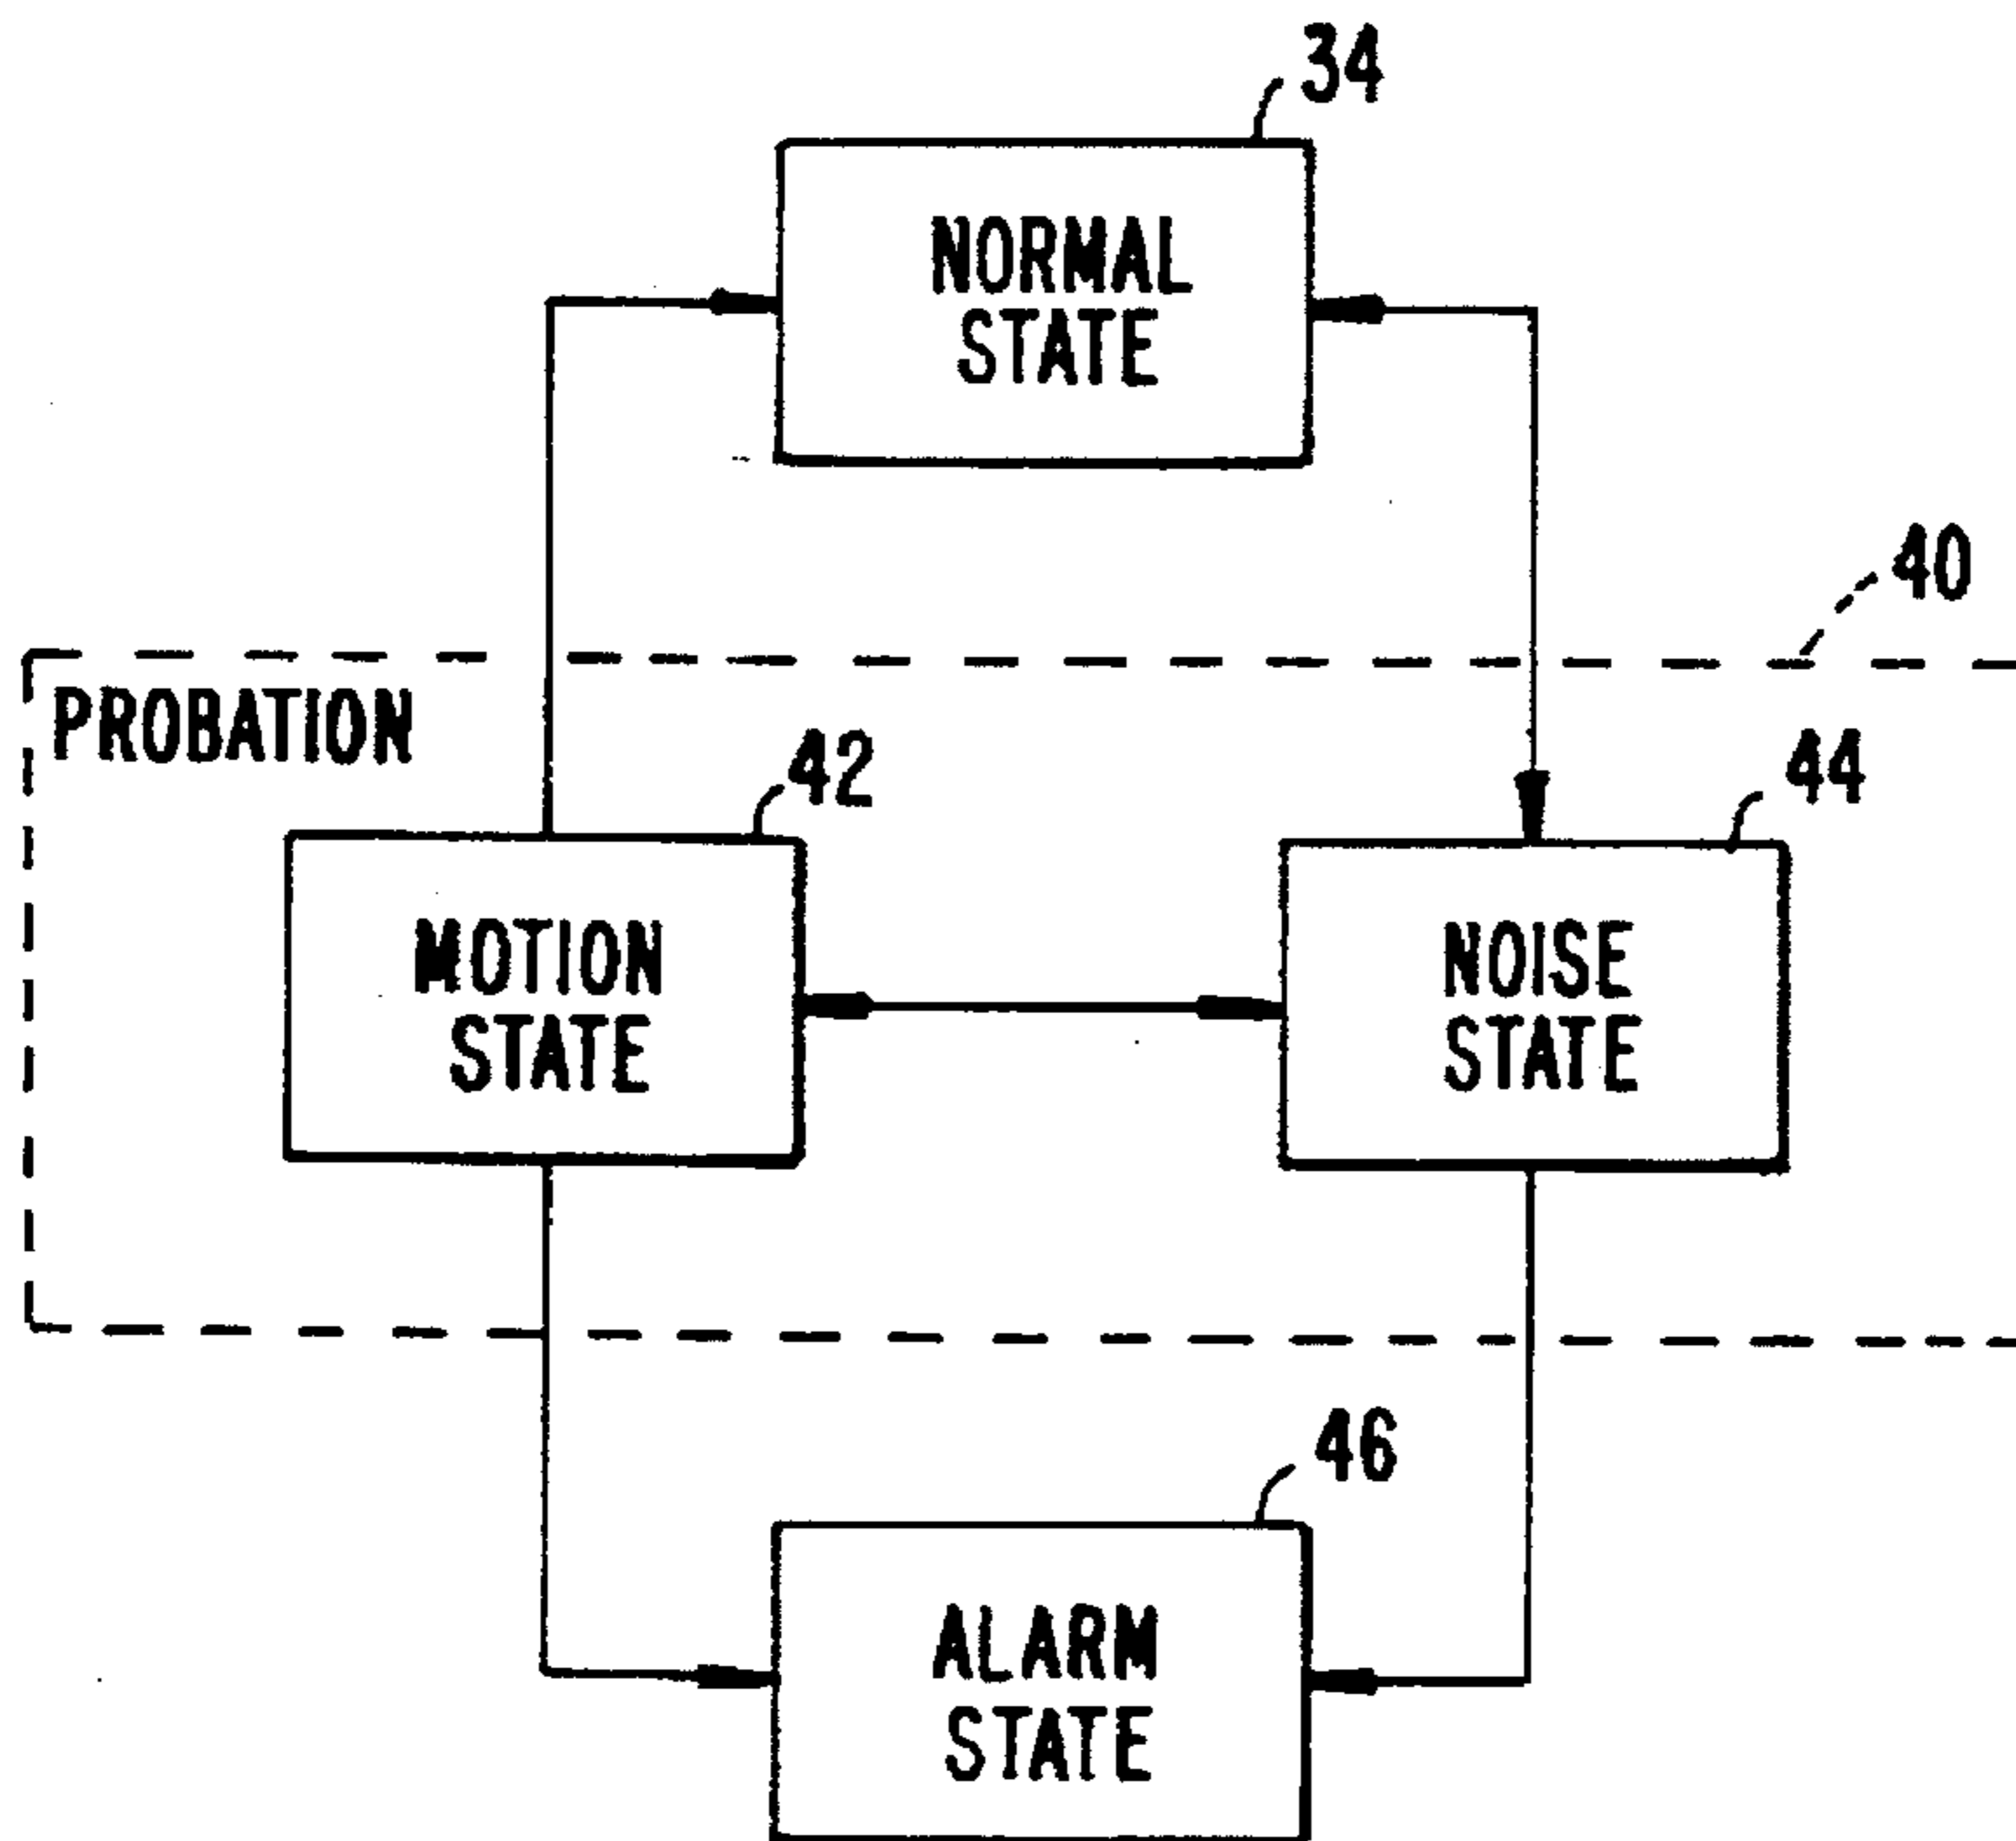 34
NORMAL
STATE
40
PROBATION
42
44
MOTION
STATE
NOISE
STATE
46
ALARM
STATE